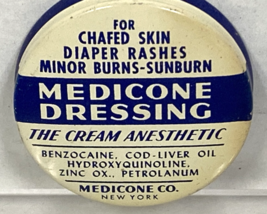 FOR
CHAFED SKIN
DIAPER RASHES
MINOR BURNS-SUNBURN
MEDICONE
DRESSING
THE CREAM ANESTHETIC
BENZOCAINE, COD-LIVER OIL
HYDROXYQUINOLINE,
ZINC OX., PETROLANUM
MEDICONE CO.
NEW YORK